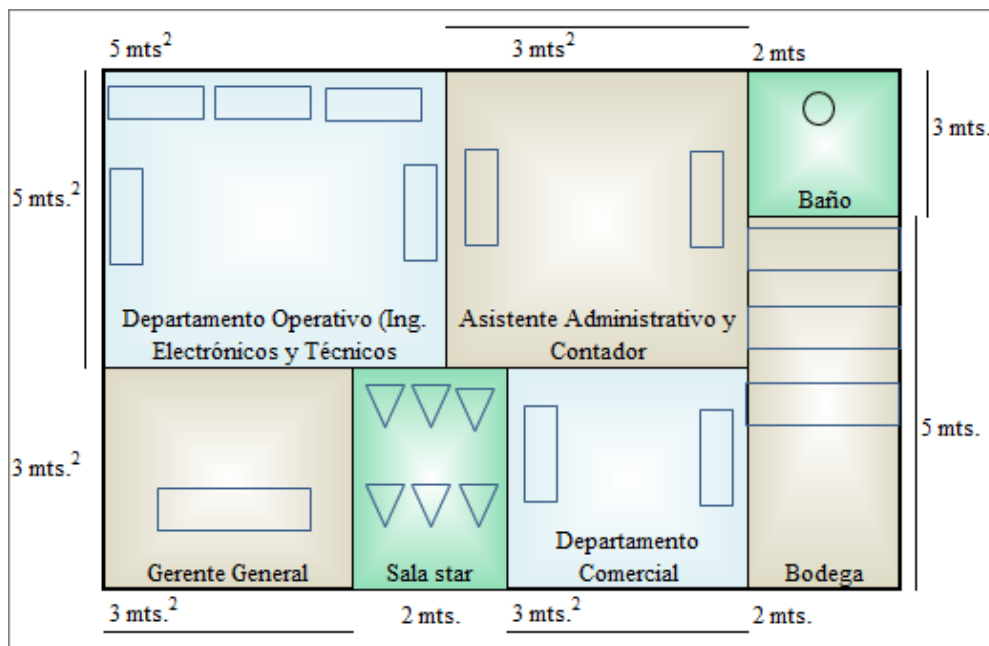 5 mts²
3 mts²
2 mts
3 mts.
5 mts.²
Baño
Departamento Operativo (Ing.
Electrónicos y Técnicos
Asistente Administrativo y
Contador
5 mts.
3 mts.²
Gerente General
Sala star
Departamento
Comercial
Bodega
3 mts.²
2 mts.
3 mts.²
2 mts.